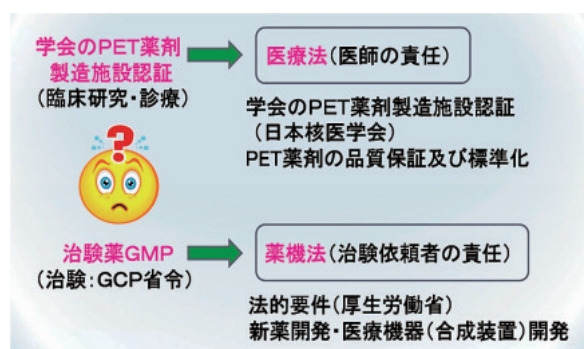 学会のPET薬剤
製造施設認証
(臨床研究・診療)
医療法(医師の責任)
学会のPET薬剤製造施設認証
(日本核医学会)
PET薬剤の品質保証及び標準化
?
治験薬GMP
(治験:GCP省令)
薬機法(治験依頼者の責任)
法的要件(厚生労働省)
新薬開発・医療機器(合成装置)開発